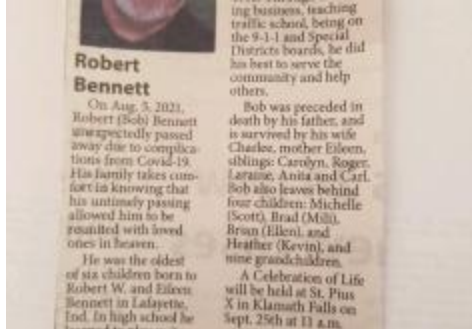 Robert
Bennett
On Aug. 5, 2021,
Robert (Bob) Bennett
unexpectedly passed
away due to complica-
tions from Covid-19.
His family takes com-
fort in knowing that
his untimely passing
allowed him to be
reunited with loved
ones in heaven.
He was the oldest
of six children born to
Robert W. and Eileen
Bennett in Lafayette,
Ind. In high school he
ing business, teaching
traffic school, being on
the 9-1-1 and Special
Districts boards, he did
his best to serve the
community and help
others.
Bob was preceded in
death by his father, and
is survived by his wife
Charlee, mother Eileen,
siblings: Carolyn, Roger,
Laraine, Anita and Carl.
Bob also leaves behind
four children: Michelle
(Scott), Brad (Misti),
Brian (Ellen), and
Heather (Kevin), and
nine grandchildren.
A Celebration of Life
will be held at St. Pius
X in Klamath Falls on
Sept. 25th at 11 a.m.